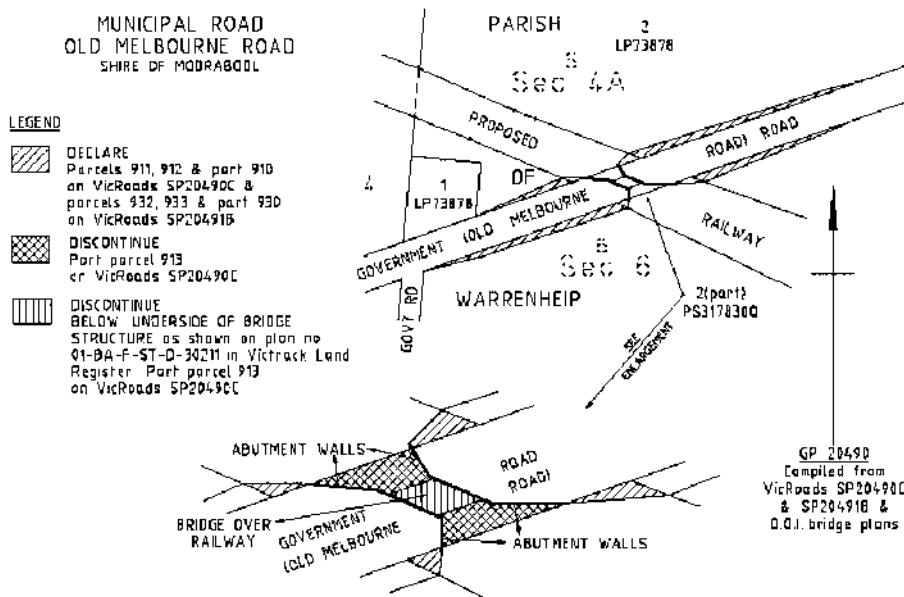 MUNICIPAL ROAD
OLD MELBOURNE ROAD
SHIRE OF MOORABOOL
LEGEND
DECLARE
Parcels 911, 912 & part 910
on VicRoads SP20490C &
parcels 932, 933 & part 930
on VicRoads SP20491B
DISCONTINUE
Part parcel 913
on VicRoads SP20490C
DISCONTINUE
BELOW UNDERSIDE OF BRIDGE
STRUCTURE as shown on plan no
01-BA-F-ST-D-30211 in Victrack Land
Register Part parcel 913
on VicRoads SP20490C
PARISH
2
LP73878
S
Sec 4A
PROPOSED
ROAD) ROAD
4
1
LP73878
OF
GOVERNMENT (OLD MELBOURNE
RAILWAY
Sec 6
WARRENHEIP
GOVT RD
2(part)
PS317830Q
SEE
ENLARGEMENT
ABUTMENT WALLS
ROAD
ROAD)
BRIDGE OVER
RAILWAY
GOVERNMENT
(OLD MELBOURNE
ABUTMENT WALLS
GP 20490
Compiled from
VicRoads SP20490C
& SP20491B &
D.O.I. bridge plans